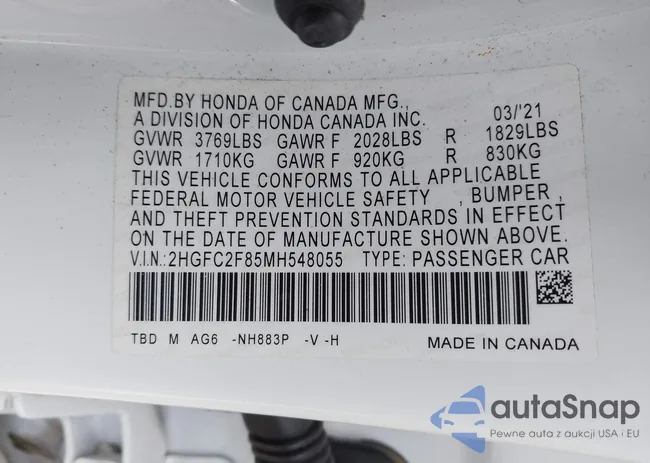 MFD.BY HONDA OF CANADA MFG.,
A DIVISION OF HONDA CANADA INC. 03/'21
GVWR 3769LBS GAWR F 2028LBS R 1829LBS
GVWR 1710KG GAWR F 920KG R 830KG
THIS VEHICLE CONFORMS TO ALL APPLICABLE
FEDERAL MOTOR VEHICLE SAFETY , BUMPER ,
AND THEFT PREVENTION STANDARDS IN EFFECT
ON THE DATE OF MANUFACTURE SHOWN ABOVE.
V.I.N.:2HGFC2F85MH548055 TYPE: PASSENGER CAR
TBD M AG6 -NH883P -V -H MADE IN CANADA
autaSnap
Pewne auta z aukcji USA i EU